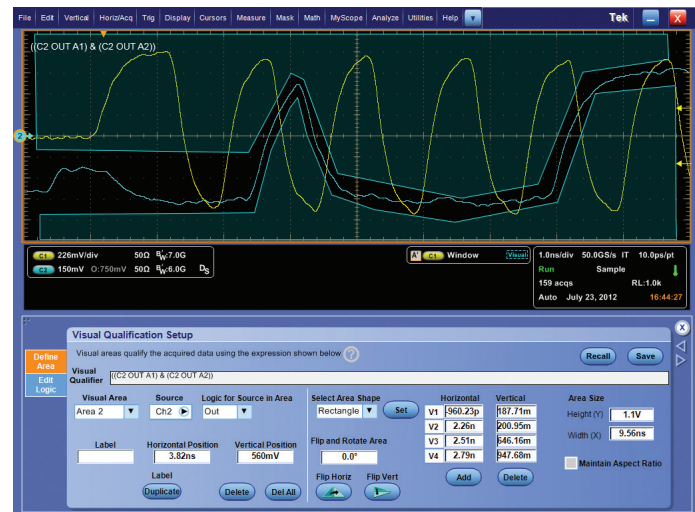 File Edit Vertical Horiz/Acq Trig Display Cursors Measure Mask Math MyScope Analyze Utilities Help Tek X
((C2 OUT A1) & (C2 OUT A2))
2
C1 226mV/div 50Ω BW:7.0G
C2 150mV O:750mV 50Ω BW:6.0G DS
A' C1 Window Visual
1.0ns/div 50.0GS/s IT 10.0ps/pt
Run Sample
159 acqs RL:1.0k
Auto July 23, 2012 16:44:27
Visual Qualification Setup X
Define Area
Edit Logic
Visual areas qualify the acquired data using the expression shown below ?
Recall Save
Visual Qualifier ((C2 OUT A1) & (C2 OUT A2))
Visual Area Source Logic for Source in Area
Area 2 Ch2 Out
Label Horizontal Position Vertical Position
3.82ns 560mV
Label
Duplicate Delete Del All
Select Area Shape
Rectangle Set
Flip and Rotate Area
0.0°
Flip Horiz Flip Vert
Horizontal Vertical
V1 -960.23p 187.71m
V2 2.26n 200.95m
V3 2.51n 646.16m
V4 2.79n 947.68m
Add Delete
Area Size
Height (Y) 1.1V
Width (X) 9.56ns
Maintain Aspect Ratio